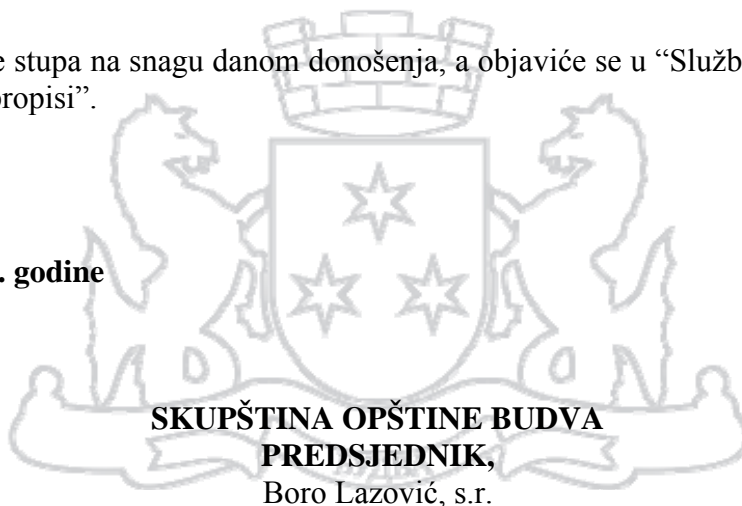 e stupa na snagu danom donošenja, a objaviće se u “Služb
propisi”.
. godine
SKUPŠTINA OPŠTINE BUDVA
PREDSJEDNIK,
Boro Lazović, s.r.